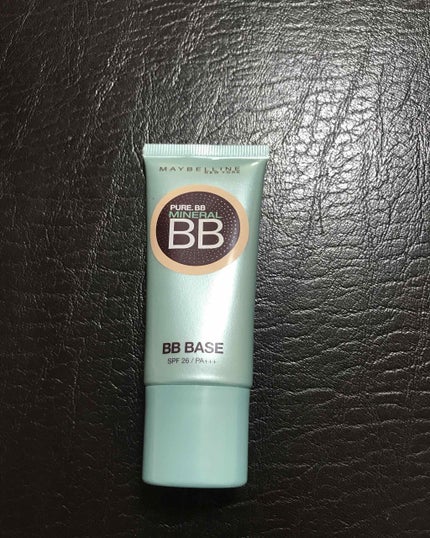 MAYBELLINE
NEW YORK
PURE.BB
MINERAL
BB
BB BASE
SPF 26 / PA+++